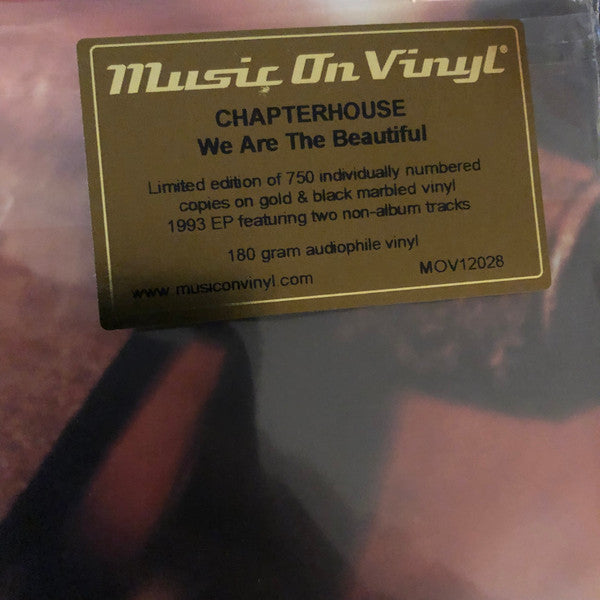 Music On Vinyl®
CHAPTERHOUSE
We Are The Beautiful
Limited edition of 750 individually numbered
copies on gold & black marbled vinyl
1993 EP featuring two non-album tracks
180 gram audiophile vinyl
www.musiconvinyl.com MOV12028